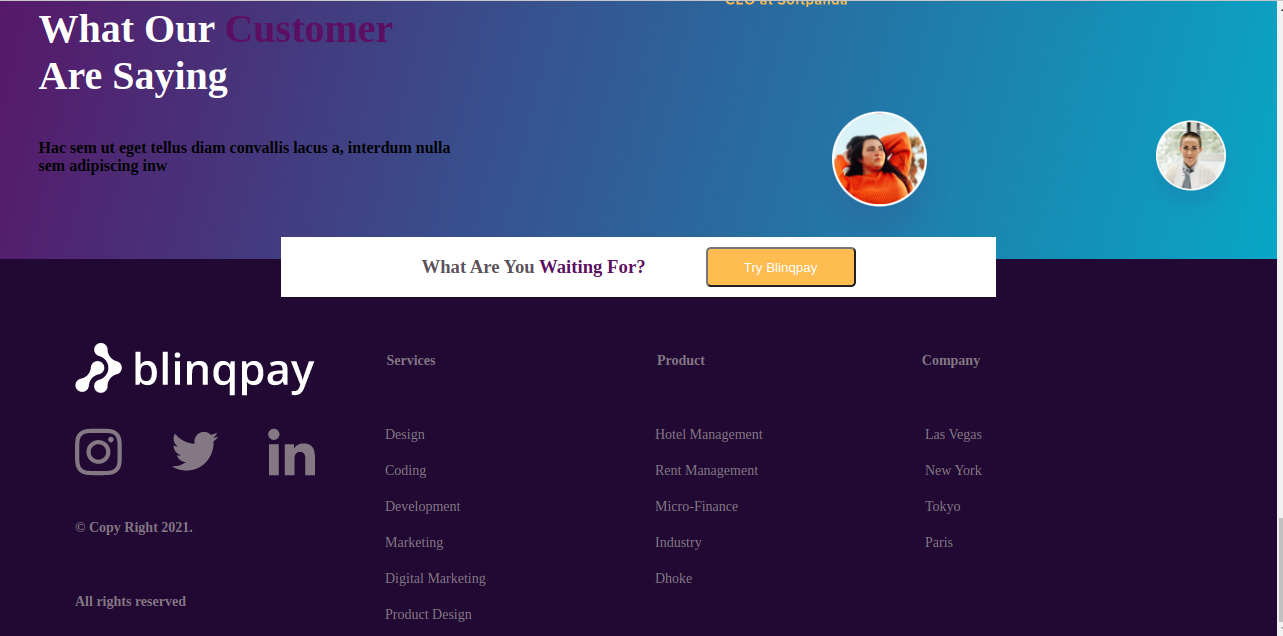 CEO at Softpanda
What Our Customer
Are Saying
Hac sem ut eget tellus diam convallis lacus a, interdum nulla
sem adipiscing inw
What Are You Waiting For?
Try Blinqpay
blinqpay
© Copy Right 2021.
All rights reserved
Services
Design
Coding
Development
Marketing
Digital Marketing
Product Design
Product
Hotel Management
Rent Management
Micro-Finance
Industry
Dhoke
Company
Las Vegas
New York
Tokyo
Paris